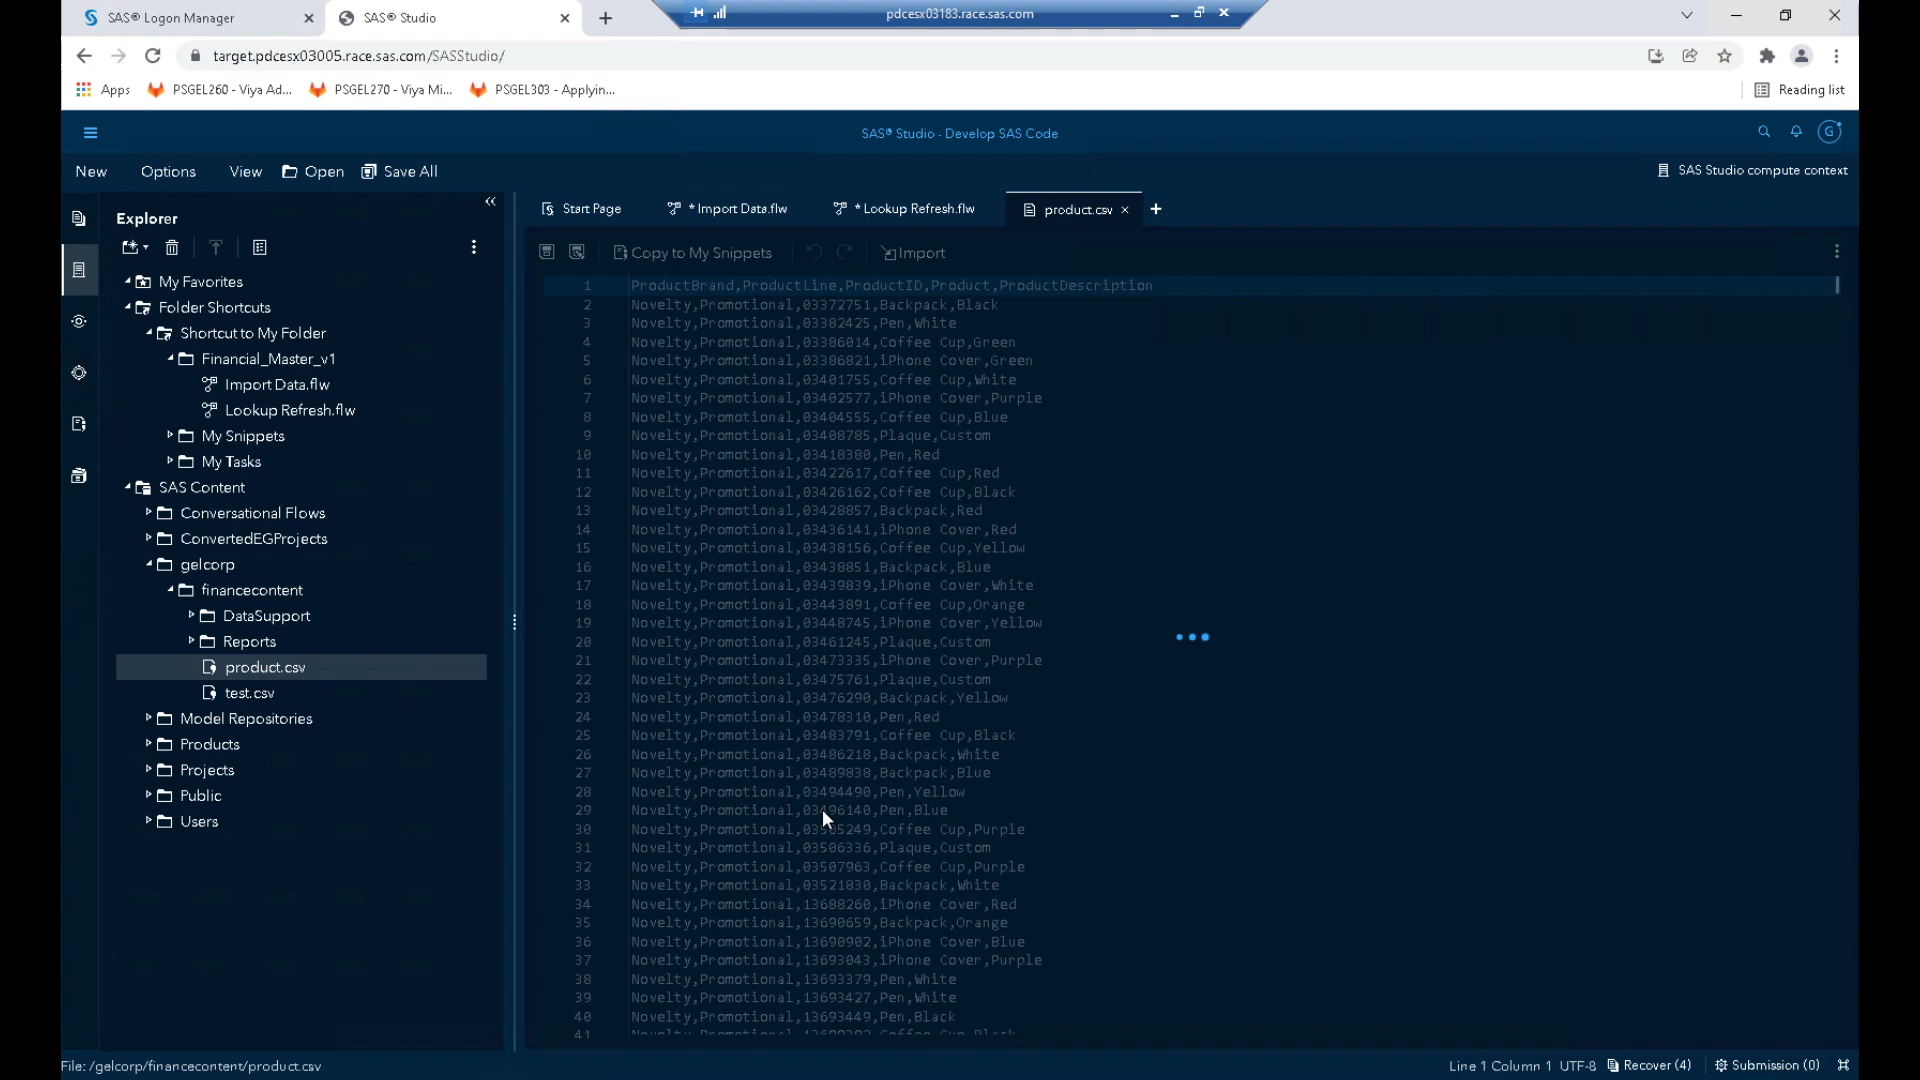 SAS® Logon Manager
SAS® Studio
pdcesx03183.race.sas.com
target.pdcesx03005.race.sas.com/SASStudio/
Apps
PSGEL260 - Viya Ad...
PSGEL270 - Viya Mi...
PSGEL303 - Applyin...
Reading list
SAS® Studio - Develop SAS Code
G
New
Options
View
Open
Save All
SAS Studio compute context
Explorer
My Favorites
Folder Shortcuts
Shortcut to My Folder
Financial_Master_v1
Import Data.flw
Lookup Refresh.flw
My Snippets
My Tasks
SAS Content
Conversational Flows
ConvertedEGProjects
gelcorp
financecontent
DataSupport
Reports
product.csv
test.csv
Model Repositories
Products
Projects
Public
Users
Start Page
* Import Data.flw
* Lookup Refresh.flw
product.csv
Copy to My Snippets
Import
1 ProductBrand,ProductLine,ProductID,Product,ProductDescription
2 Novelty,Promotional,03372751,Backpack,Black
3 Novelty,Promotional,03382425,Pen,White
4 Novelty,Promotional,03386014,Coffee Cup,Green
5 Novelty,Promotional,03386821,iPhone Cover,Green
6 Novelty,Promotional,03401755,Coffee Cup,White
7 Novelty,Promotional,03402577,iPhone Cover,Purple
8 Novelty,Promotional,03404555,Coffee Cup,Blue
9 Novelty,Promotional,03408785,Plaque,Custom
10 Novelty,Promotional,03418380,Pen,Red
11 Novelty,Promotional,03422617,Coffee Cup,Red
12 Novelty,Promotional,03426162,Coffee Cup,Black
13 Novelty,Promotional,03428857,Backpack,Red
14 Novelty,Promotional,03436141,iPhone Cover,Red
15 Novelty,Promotional,03438156,Coffee Cup,Yellow
16 Novelty,Promotional,03438851,Backpack,Blue
17 Novelty,Promotional,03439839,iPhone Cover,White
18 Novelty,Promotional,03443891,Coffee Cup,Orange
19 Novelty,Promotional,03448745,iPhone Cover,Yellow
20 Novelty,Promotional,03461245,Plaque,Custom
21 Novelty,Promotional,03473335,iPhone Cover,Purple
22 Novelty,Promotional,03475761,Plaque,Custom
23 Novelty,Promotional,03476290,Backpack,Yellow
24 Novelty,Promotional,03478310,Pen,Red
25 Novelty,Promotional,03483791,Coffee Cup,Black
26 Novelty,Promotional,03486218,Backpack,White
27 Novelty,Promotional,03489838,Backpack,Blue
28 Novelty,Promotional,03494490,Pen,Yellow
29 Novelty,Promotional,03496140,Pen,Blue
30 Novelty,Promotional,03505249,Coffee Cup,Purple
31 Novelty,Promotional,03506336,Plaque,Custom
32 Novelty,Promotional,03507963,Coffee Cup,Purple
33 Novelty,Promotional,03521830,Backpack,White
34 Novelty,Promotional,13688260,iPhone Cover,Red
35 Novelty,Promotional,13690659,Backpack,Orange
36 Novelty,Promotional,13690902,iPhone Cover,Blue
37 Novelty,Promotional,13693043,iPhone Cover,Purple
38 Novelty,Promotional,13693379,Pen,White
39 Novelty,Promotional,13693427,Pen,White
40 Novelty,Promotional,13693449,Pen,Black
41
File: /gelcorp/financecontent/product.csv
Line 1 Column 1 UTF-8
Recover (4)
Submission (0)